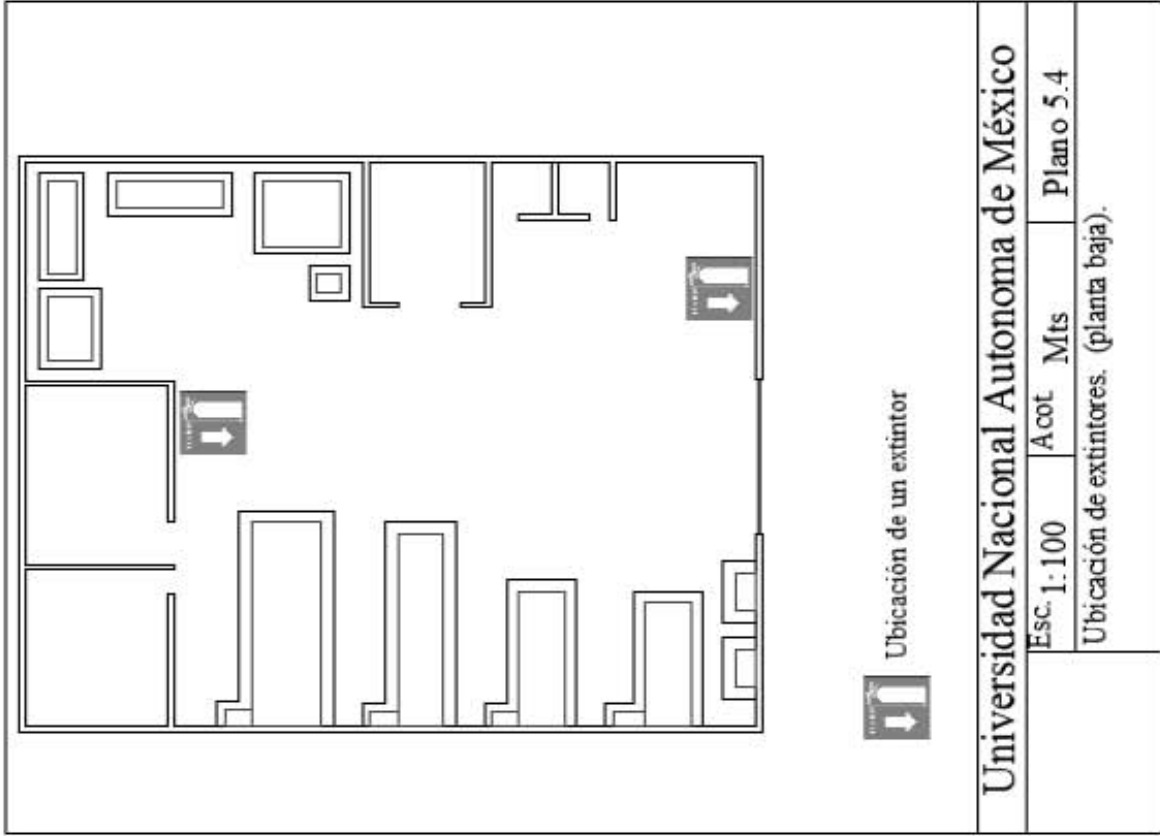 Ubicación de un extintor
Universidad Nacional Autonoma de México
Esc. 1:100 Acot. Mts Plano 5.4
Ubicación de extintores. (planta baja).